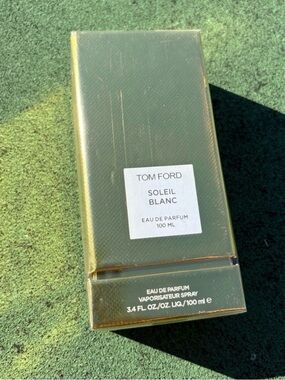 TOM FORD
SOLEIL
BLANC
EAU DE PARFUM
100 ML
EAU DE PARFUM
VAPORISATEUR SPRAY
3.4 FL. OZ./OZ. LIQ./100 ml ℮